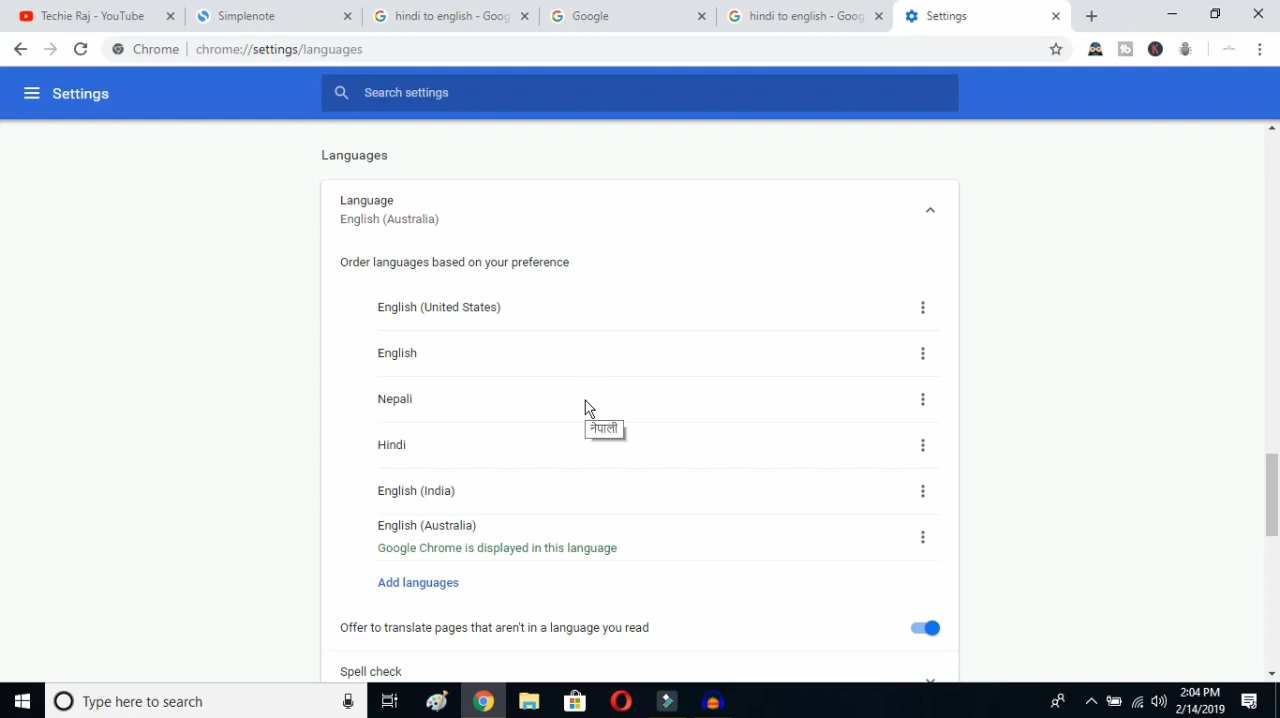 Techie Raj - YouTube
Simplenote
hindi to english - Goog
Google
hindi to english - Goog
Settings
Chrome
chrome://settings/languages
Settings
Search settings
Languages
Language
English (Australia)
Order languages based on your preference
English (United States)
English
Nepali
नेपाली
Hindi
English (India)
English (Australia)
Google Chrome is displayed in this language
Add languages
Offer to translate pages that aren't in a language you read
Spell check
Type here to search
2:04 PM
2/14/2019